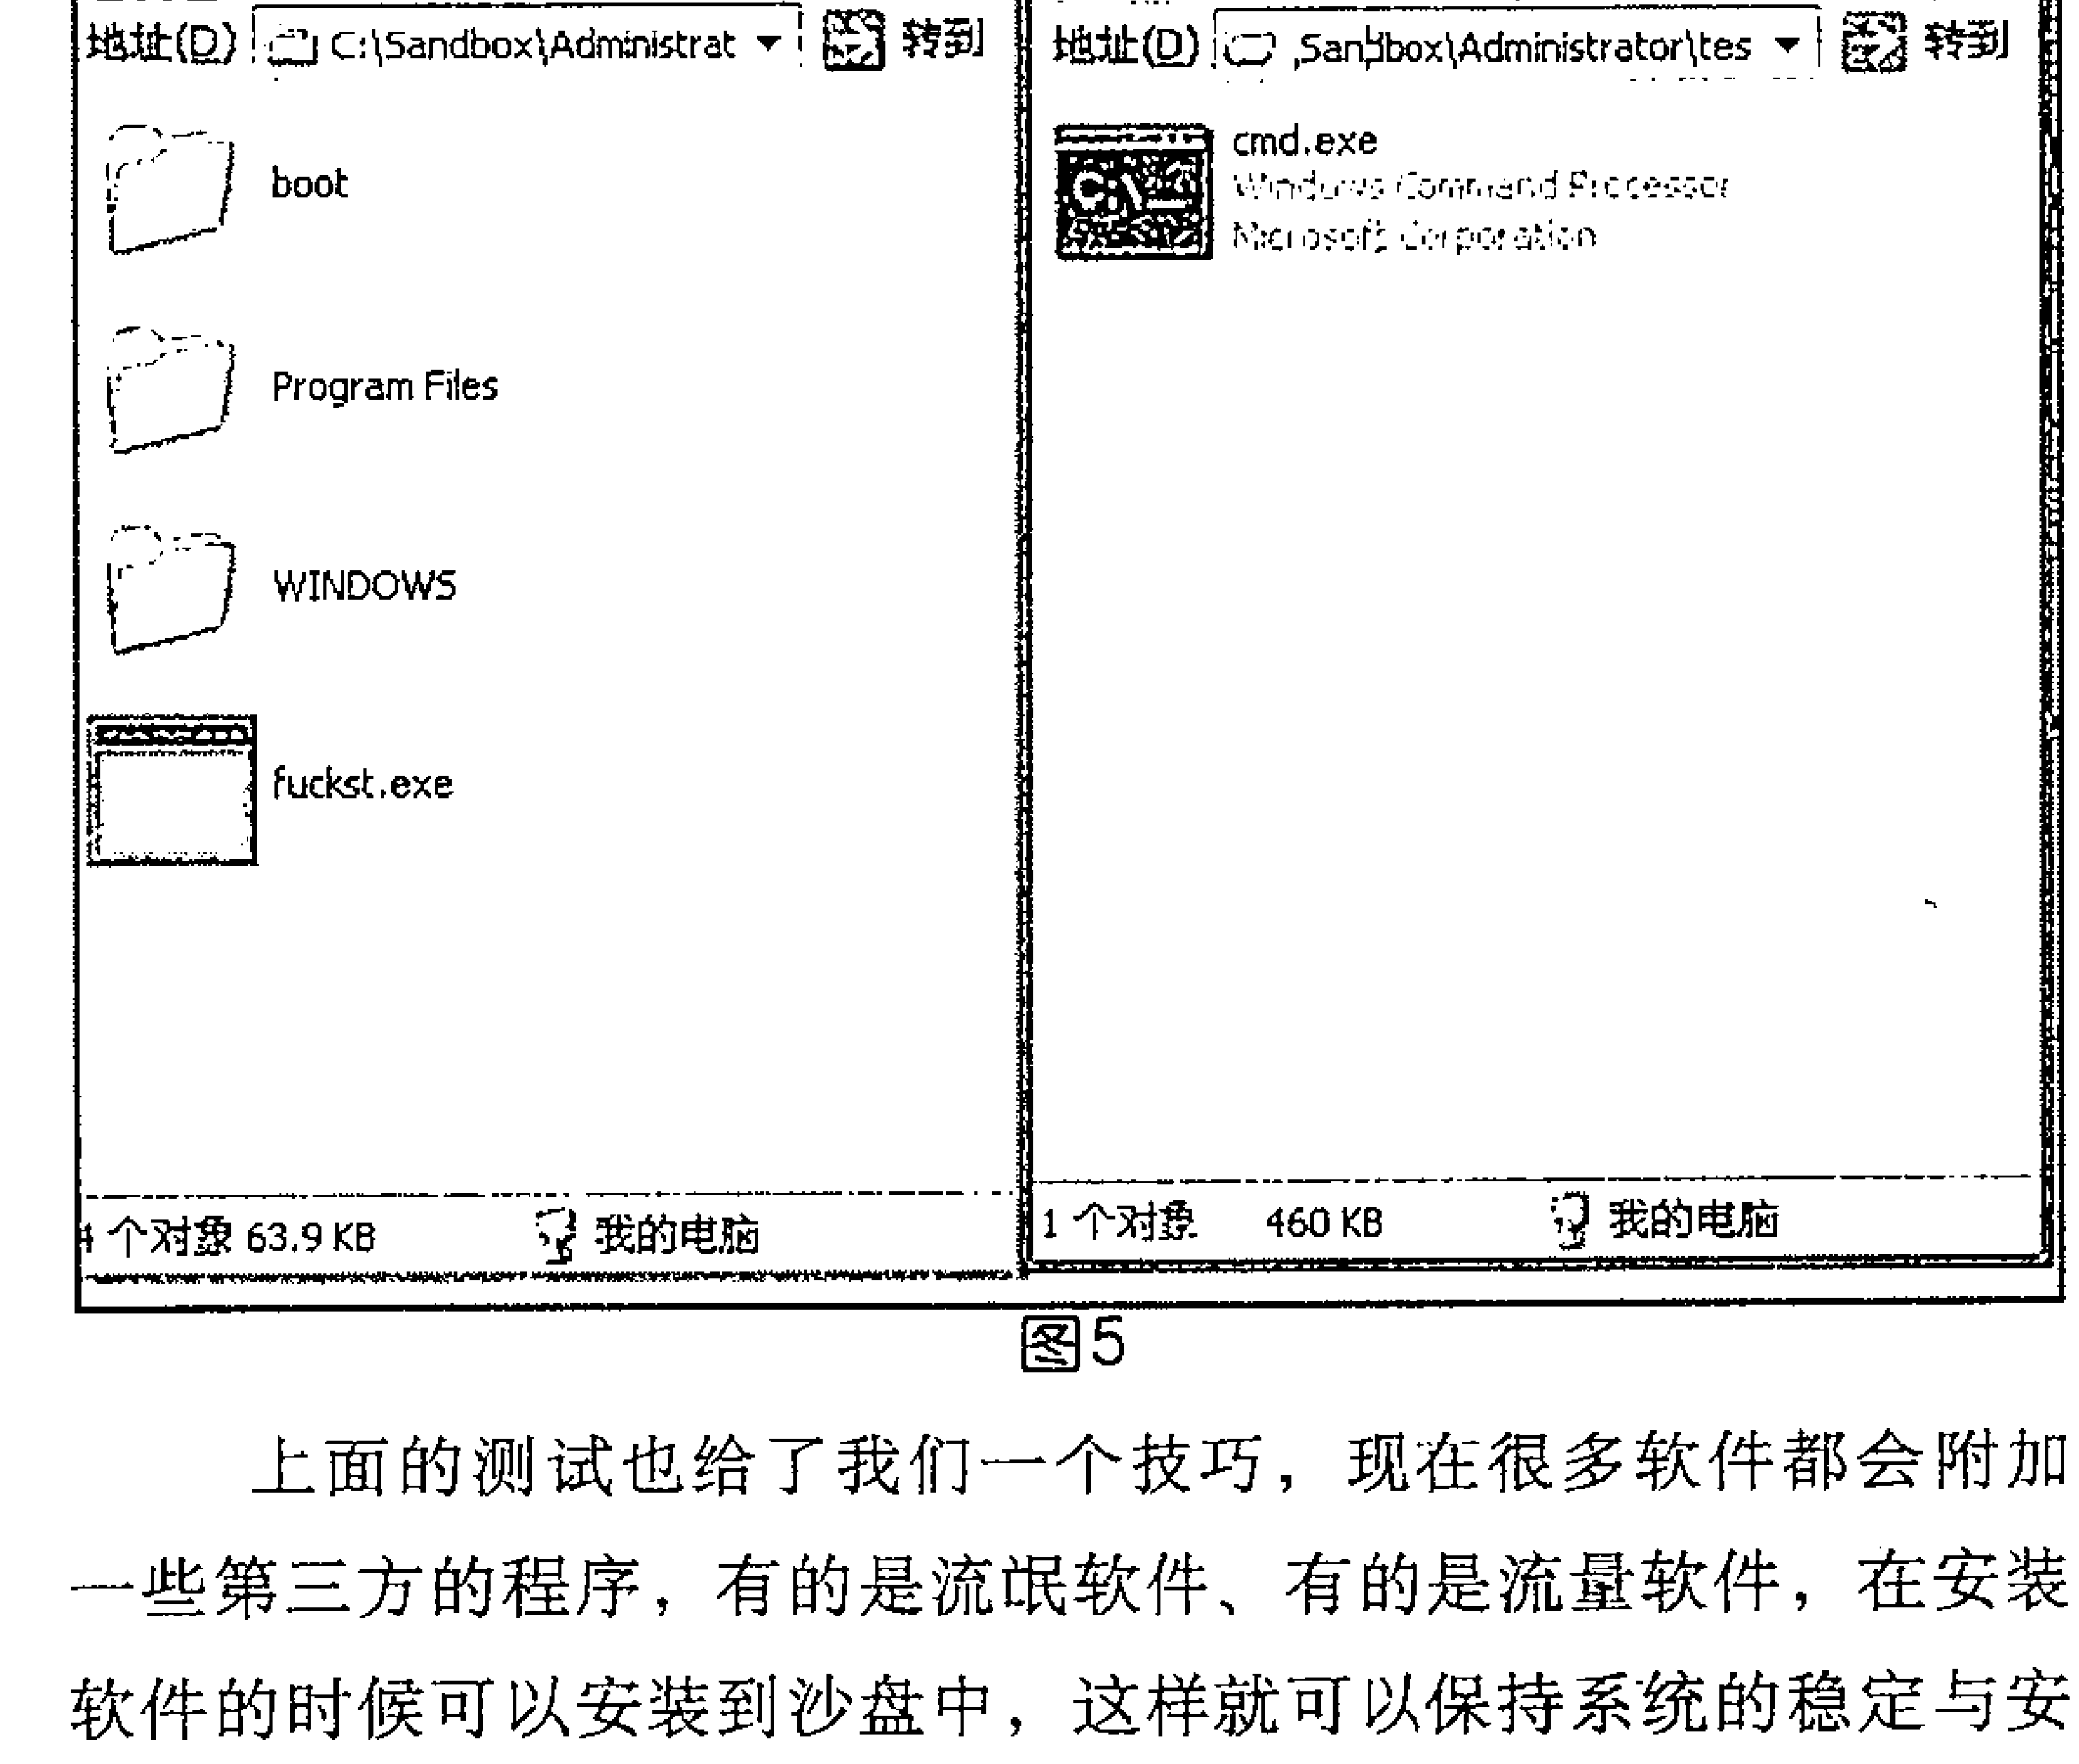 地址(D) C:\Sandbox\Administrat 转到
boot
Program Files
WINDOWS
fuckst.exe
4 个对象 63.9 KB 我的电脑
地址(D) Sandbox\Administrator\tes 转到
cmd.exe
Windows Command Processor
Microsoft Corporation
1 个对象 460 KB 我的电脑
图5
上面的测试也给了我们一个技巧，现在很多软件都会附加
一些第三方的程序，有的是流氓软件、有的是流量软件，在安装
软件的时候可以安装到沙盘中，这样就可以保持系统的稳定与安